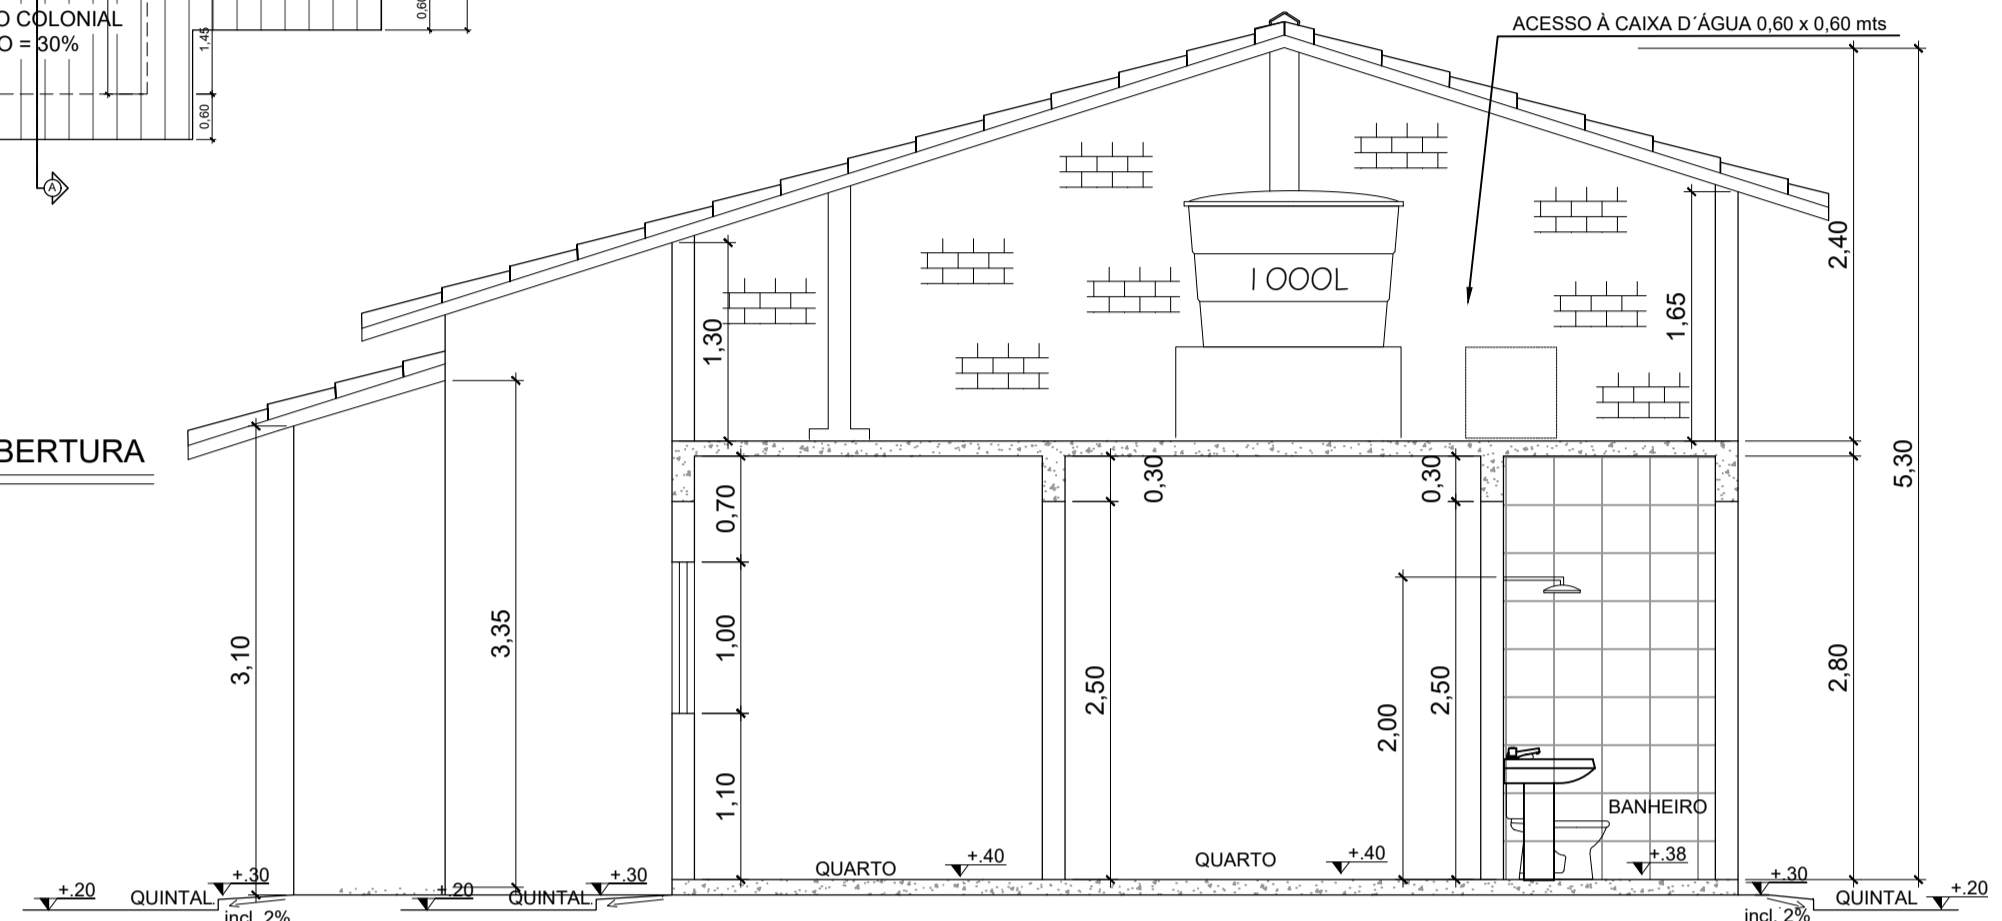 O COLONIAL
O = 30%
1,45
0,60
0,60
A
BERTURA
ACESSO À CAIXA D´ÁGUA 0,60 x 0,60 mts
1000L
1,30
1,65
2,40
5,30
0,70
0,30
0,30
1,00
1,10
2,50
2,00
2,50
2,80
3,10
3,35
QUARTO
+.40
QUARTO
+.40
BANHEIRO
+.38
+.20
QUINTAL
+.30
incl. 2%
+.20
QUINTAL
+.30
+.30
incl. 2%
QUINTAL
+.20